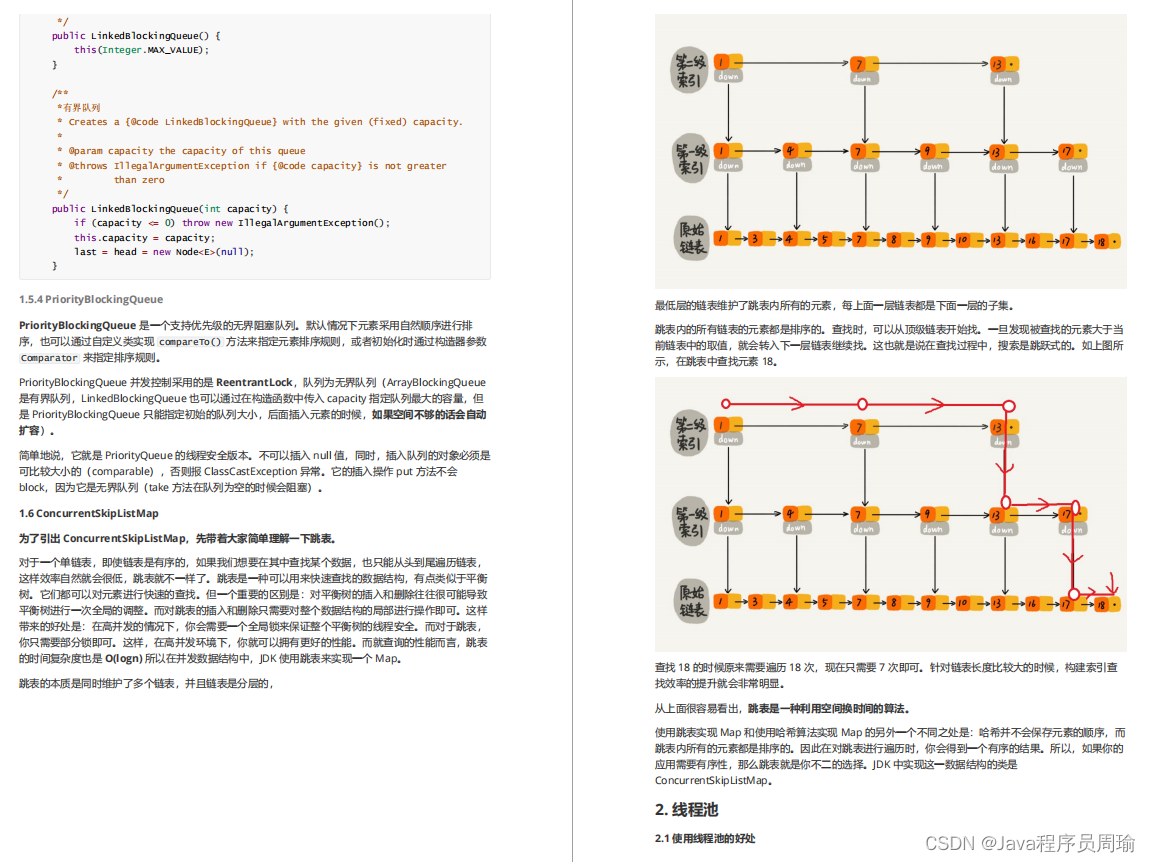 */
public LinkedBlockingQueue() {
this(Integer.MAX_VALUE);
}
/**
*有界队列
* Creates a {@code LinkedBlockingQueue} with the given (fixed) capacity.
*
* @param capacity the capacity of this queue
* @throws IllegalArgumentException if {@code capacity} is not greater
* than zero
*/
public LinkedBlockingQueue(int capacity) {
if (capacity <= 0) throw new IllegalArgumentException();
this.capacity = capacity;
last = head = new Node<E>(null);
}
1.5.4 PriorityBlockingQueue
PriorityBlockingQueue 是一个支持优先级的无界阻塞队列。默认情况下元素采用自然顺序进行排
序，也可以通过自定义类实现 compareTo() 方法来指定元素排序规则，或者初始化时通过构造器参数
Comparator 来指定排序规则。
PriorityBlockingQueue 并发控制采用的是 ReentrantLock，队列为无界队列（ArrayBlockingQueue
是有界队列，LinkedBlockingQueue 也可以通过在构造函数中传入 capacity 指定队列最大的容量，但
是 PriorityBlockingQueue 只能指定初始的队列大小，后面插入元素的时候，如果空间不够的话会自动
扩容）。
简单地说，它就是 PriorityQueue 的线程安全版本。不可以插入 null 值，同时，插入队列的对象必须是
可比较大小的（comparable），否则报 ClassCastException 异常。它的插入操作 put 方法不会
block，因为它是无界队列（take 方法在队列为空的时候会阻塞）。
1.6 ConcurrentSkipListMap
为了引出 ConcurrentSkipListMap，先带着大家简单理解一下跳表。
对于一个单链表，即使链表是有序的，如果我们想要在其中查找某个数据，也只能从头到尾遍历链表，
这样效率自然就会很低，跳表就不一样了。跳表是一种可以用来快速查找的数据结构，有点类似于平衡
树。它们都可以对元素进行快速的查找。但一个重要的区别是：对平衡树的插入和删除往往很可能导致
平衡树进行一次全局的调整。而对跳表的插入和删除只需要对整个数据结构的局部进行操作即可。这样
带来的好处是：在高并发的情况下，你会需要一个全局锁来保证整个平衡树的线程安全。而对于跳表，
你只需要部分锁即可。这样，在高并发环境下，你就可以拥有更好的性能。而就查询的性能而言，跳表
的时间复杂度也是 O(logn) 所以在并发数据结构中，JDK 使用跳表来实现一个 Map。
跳表的本质是同时维护了多个链表，并且链表是分层的，
第二级
索引
1 7 13
down down down
第一级
索引
1 4 7 9 13 17
down down down down down down
原始
链表
1 3 4 5 7 8 9 10 13 16 17 18
最低层的链表维护了跳表内所有的元素，每上面一层链表都是下面一层的子集。
跳表内的所有链表的元素都是排序的。查找时，可以从顶级链表开始找。一旦发现被查找的元素大于当
前链表中的取值，就会转入下一层链表继续找。这也就是说在查找过程中，搜索是跳跃式的。如上图所
示，在跳表中查找元素 18。
第二级
索引
1 7 13
down down down
第一级
索引
1 4 7 9 13 17
down down down down down down
原始
链表
1 3 4 5 7 8 9 10 13 16 17 18
查找 18 的时候原来需要遍历 18 次，现在只需要 7 次即可。针对链表长度比较大的时候，构建索引查
找效率的提升就会非常明显。
从上面很容易看出，跳表是一种利用空间换时间的算法。
使用跳表实现 Map 和使用哈希算法实现 Map 的另外一个不同之处是：哈希并不会保存元素的顺序，而
跳表内所有的元素都是排序的。因此在对跳表进行遍历时，你会得到一个有序的结果。所以，如果你的
应用需要有序性，那么跳表就是你不二的选择。JDK 中实现这一数据结构的类是
ConcurrentSkipListMap。
2. 线程池
2.1 使用线程池的好处
CSDN @Java程序员周瑜